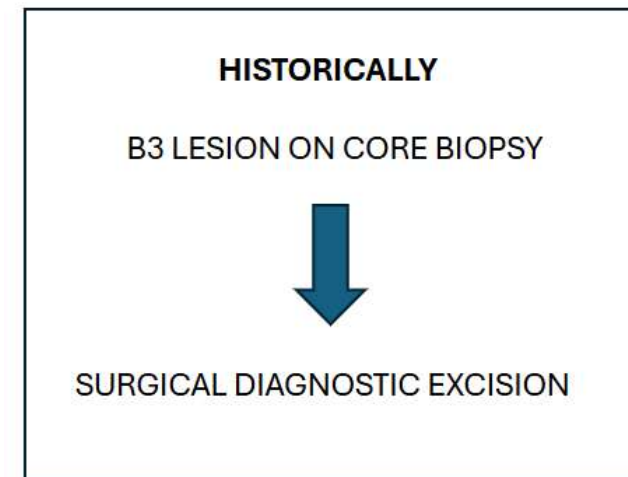 HISTORICALLY
B3 LESION ON CORE BIOPSY
SURGICAL DIAGNOSTIC EXCISION